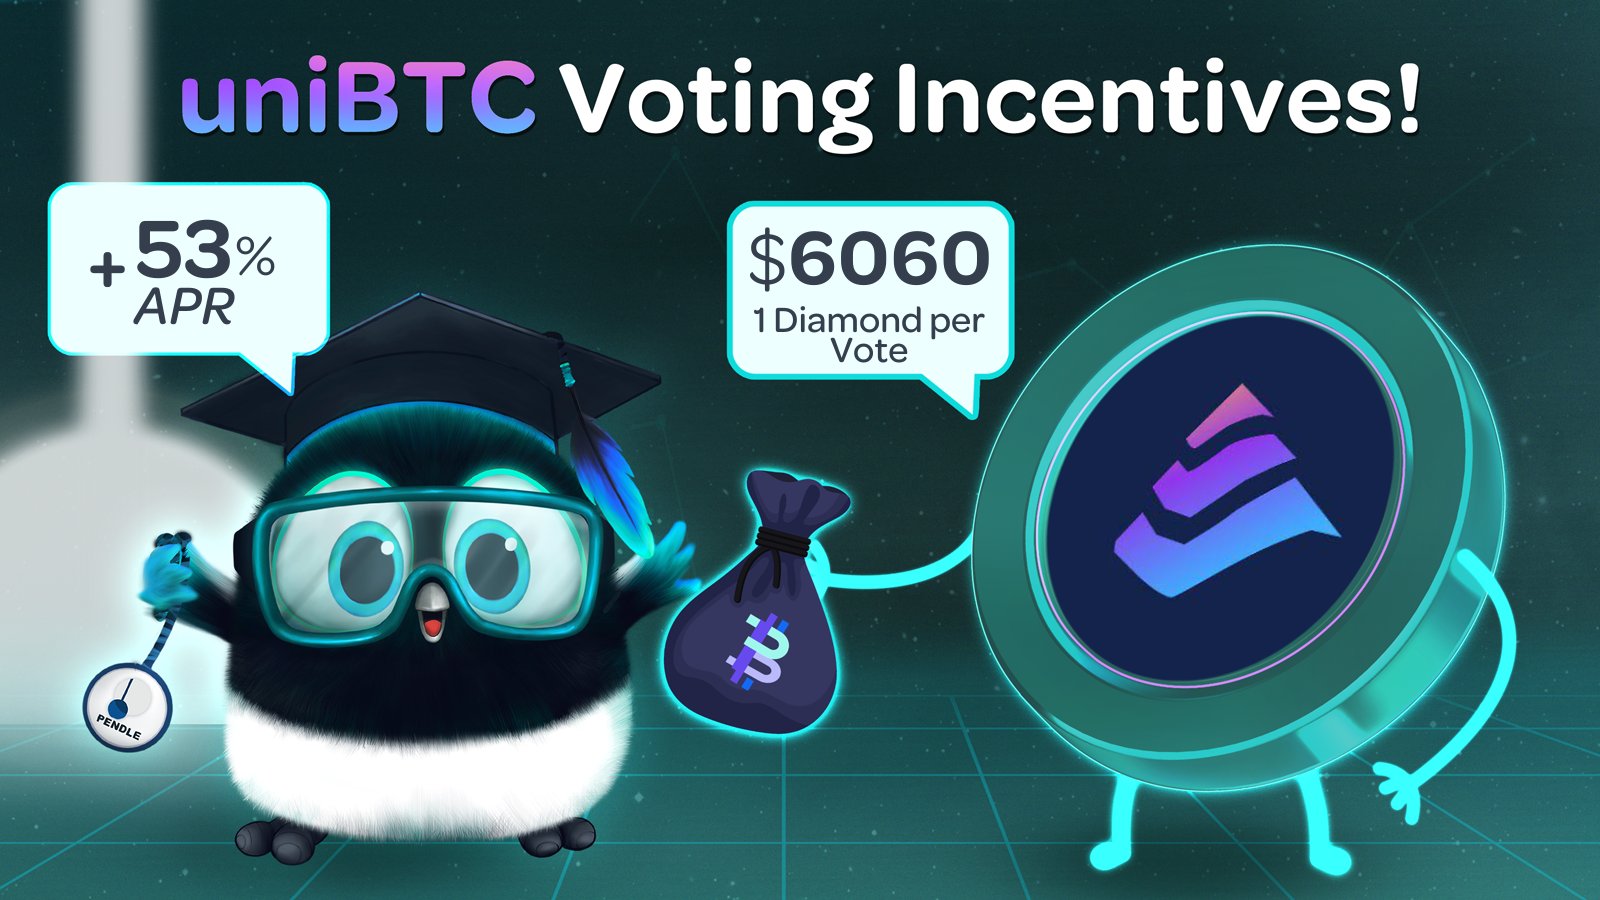 uniBTC Voting Incentives!
+53%
APR
$6060
1 Diamond per
Vote
PENDLE